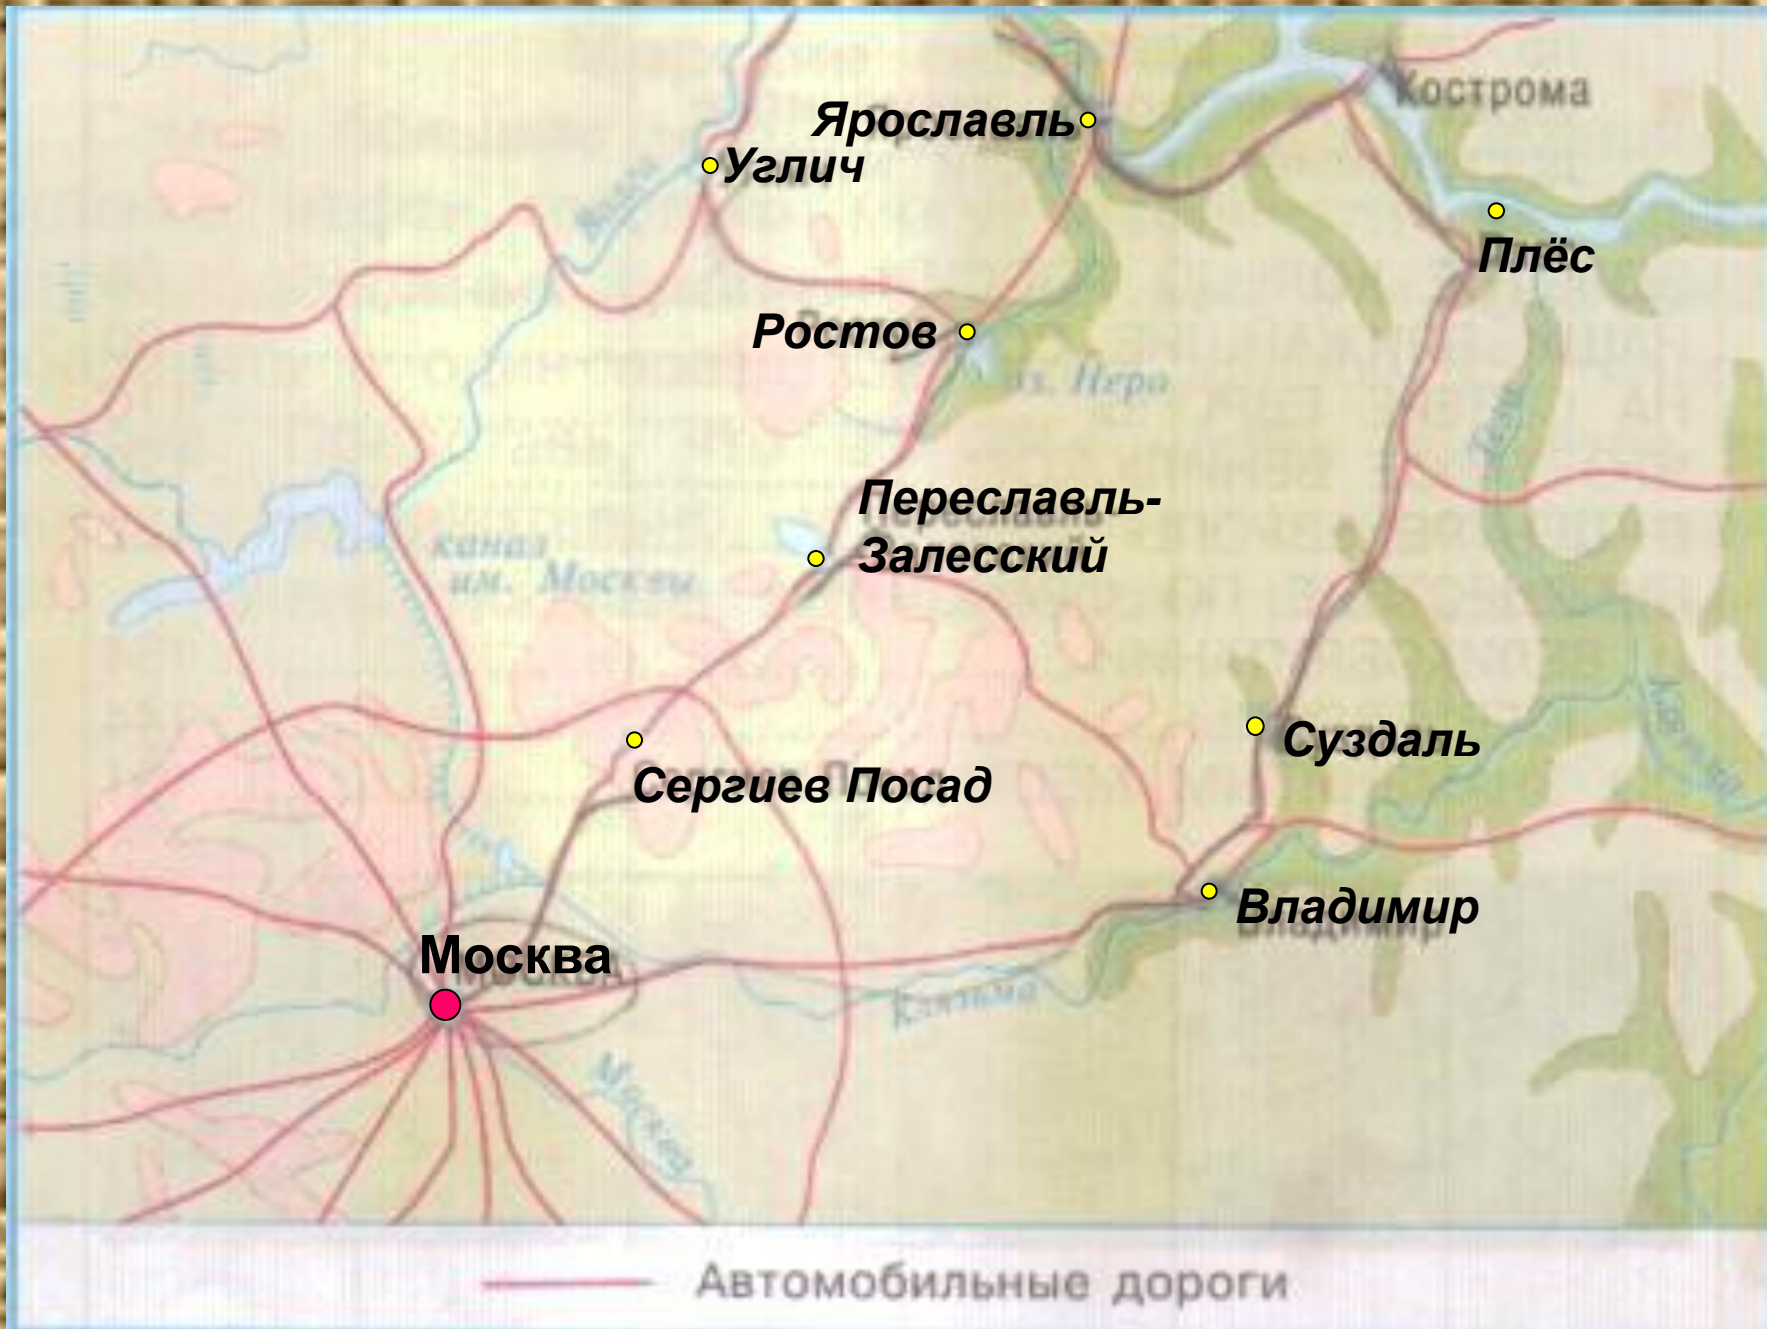 Кострома
Ярославль
Углич
Плёс
Ростов
оз. Неро
Переславль-
Залесский
канал
им. Москвы
Суздаль
Сергиев Посад
Владимир
Москва
Клязьма
Москва
Автомобильные дороги